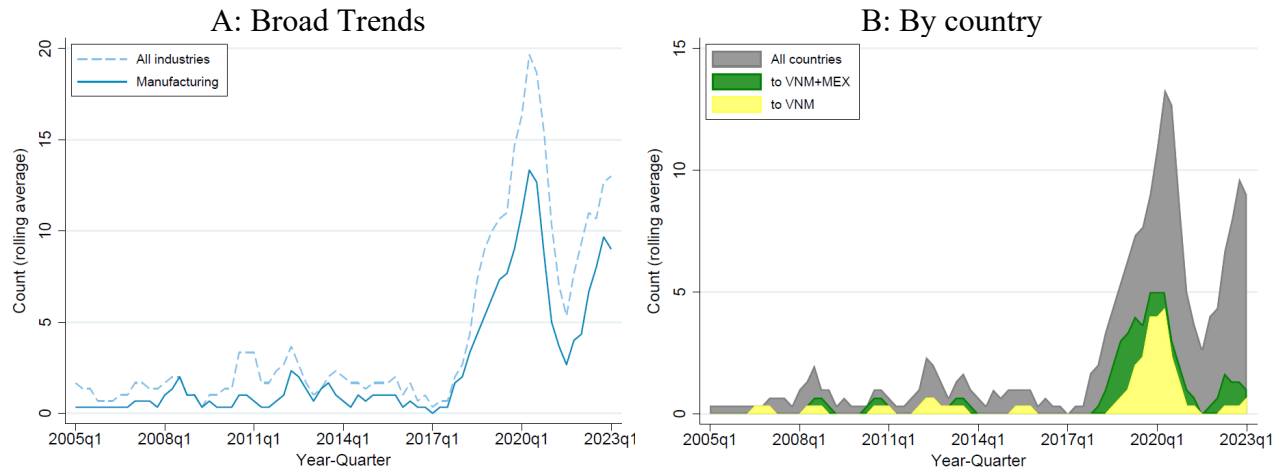 A: Broad Trends
All industries
Manufacturing
Count (rolling average)
20
15
10
5
0
2005q1 2008q1 2011q1 2014q1 2017q1 2020q1 2023q1
Year-Quarter
B: By country
All countries
to VNM+MEX
to VNM
Count (rolling average)
15
10
5
0
2005q1 2008q1 2011q1 2014q1 2017q1 2020q1 2023q1
Year-Quarter